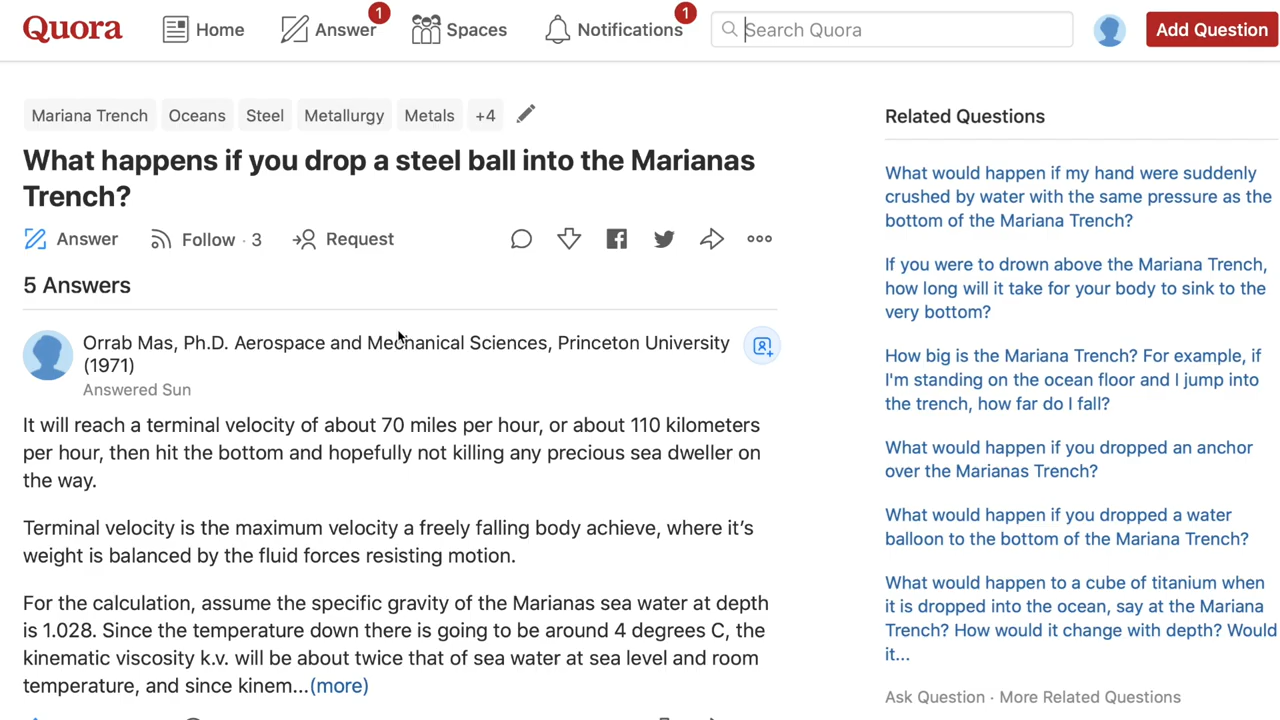 Quora
Home
Answer
1
Spaces
Notifications
1
Search Quora
Add Question
Mariana Trench
Oceans
Steel
Metallurgy
Metals
+4
What happens if you drop a steel ball into the Marianas
Trench?
Answer
Follow · 3
Request
5 Answers
Orrab Mas, Ph.D. Aerospace and Mechanical Sciences, Princeton University
(1971)
Answered Sun
It will reach a terminal velocity of about 70 miles per hour, or about 110 kilometers
per hour, then hit the bottom and hopefully not killing any precious sea dweller on
the way.
Terminal velocity is the maximum velocity a freely falling body achieve, where it’s
weight is balanced by the fluid forces resisting motion.
For the calculation, assume the specific gravity of the Marianas sea water at depth
is 1.028. Since the temperature down there is going to be around 4 degrees C, the
kinematic viscosity k.v. will be about twice that of sea water at sea level and room
temperature, and since kinem...(more)
Related Questions
What would happen if my hand were suddenly
crushed by water with the same pressure as the
bottom of the Mariana Trench?
If you were to drown above the Mariana Trench,
how long will it take for your body to sink to the
very bottom?
How big is the Mariana Trench? For example, if
I'm standing on the ocean floor and I jump into
the trench, how far do I fall?
What would happen if you dropped an anchor
over the Marianas Trench?
What would happen if you dropped a water
balloon to the bottom of the Mariana Trench?
What would happen to a cube of titanium when
it is dropped into the ocean, say at the Mariana
Trench? How would it change with depth? Would
it...
Ask Question · More Related Questions